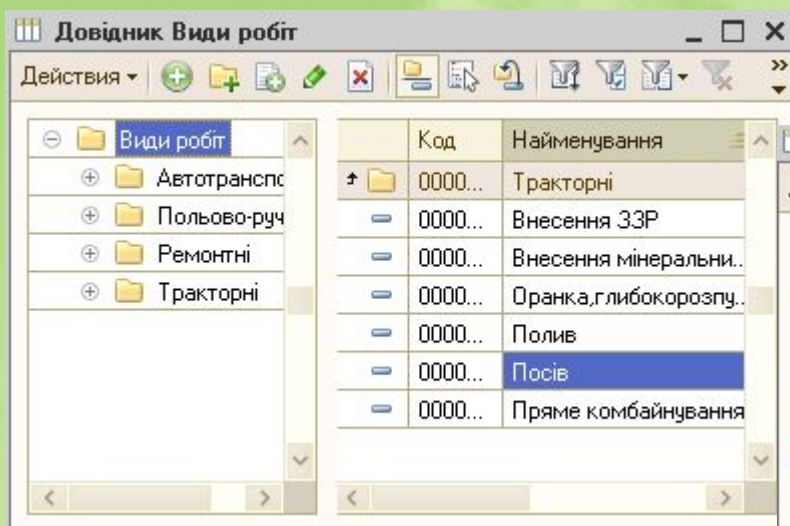 Довідник Види робіт
Действия
Види робіт
Автотранспо
Польово-руч
Ремонтні
Тракторні
Код Найменування
0000... Тракторні
0000... Внесення ЗЗР
0000... Внесення мінеральни..
0000... Оранка,глибокорозпу..
0000... Полив
0000... Посів
0000... Пряме комбайнування